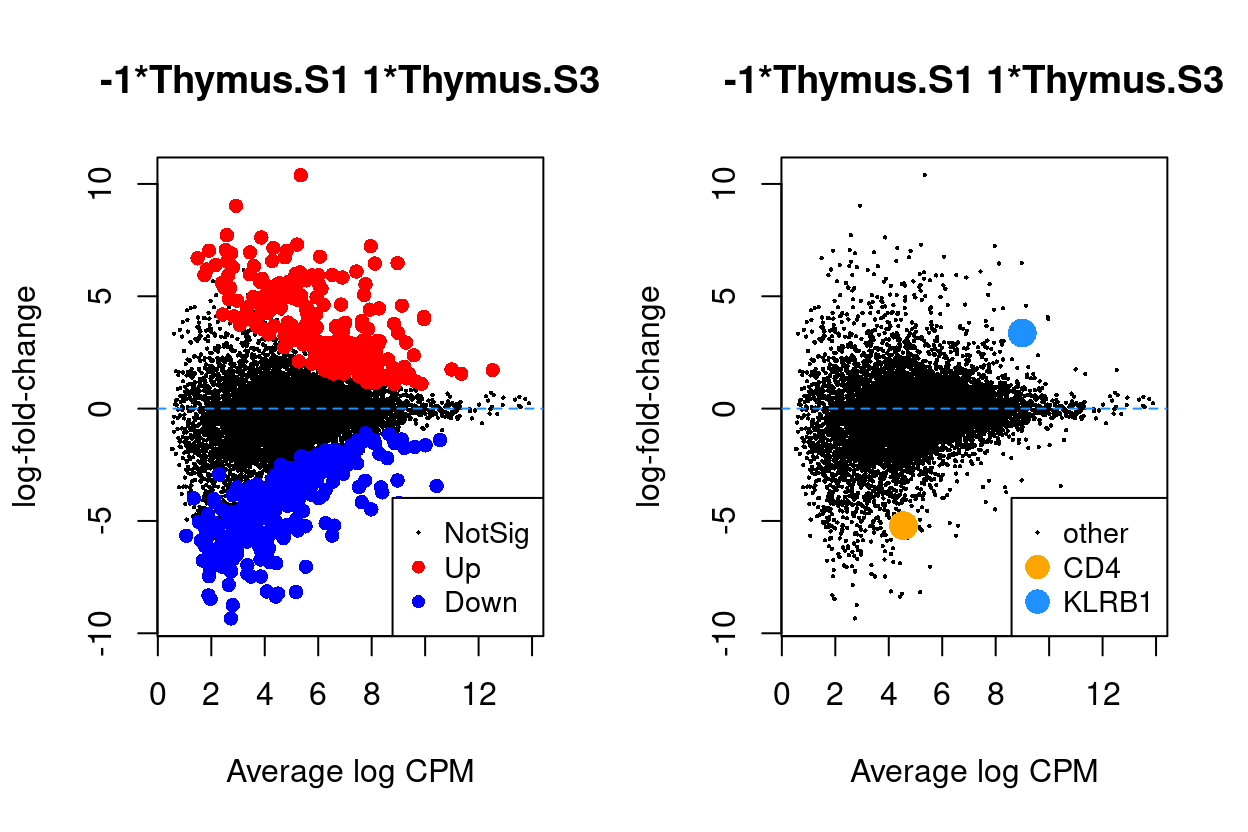 -1*Thymus.S1 1*Thymus.S3
10
5
0
-5
-10
log-fold-change
NotSig
Up
Down
0 2 4 6 8 12
Average log CPM
-1*Thymus.S1 1*Thymus.S3
10
5
0
-5
-10
log-fold-change
other
CD4
KLRB1
0 2 4 6 8 12
Average log CPM